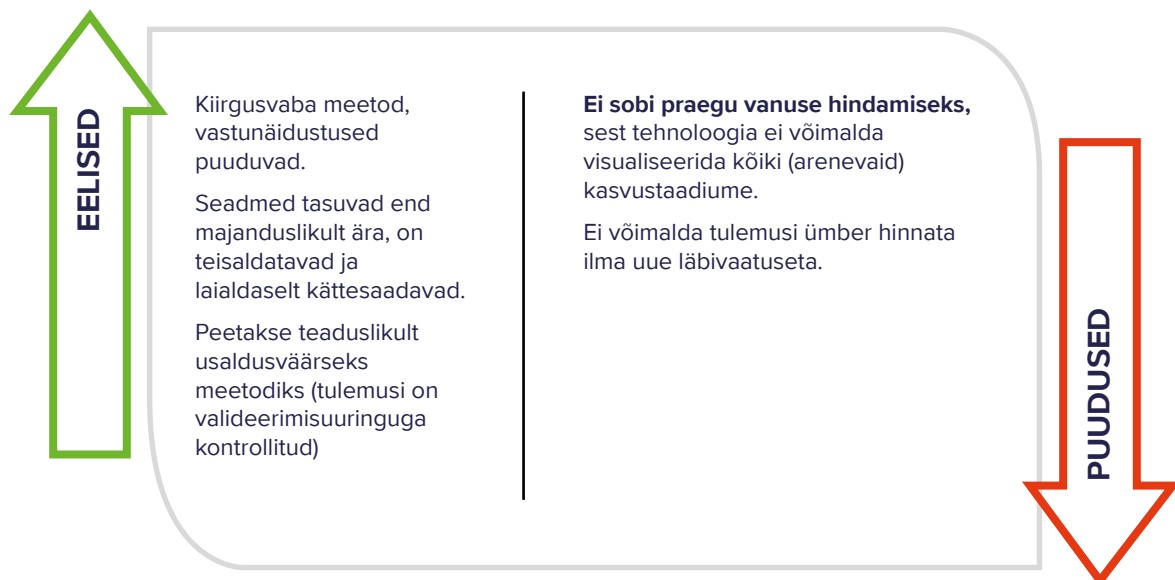 EELISED
Kiirgusvaba meetod,
vastunäidustused
puuduvad.
Seadmed tasuvad end
majanduslikult ära, on
teisaldatavad ja
laialdaselt kättesaadavad.
Peetakse teaduslikult
usaldusväärseks
meetodiks (tulemusi on
valideerimisuuringuga
kontrollitud)
Ei sobi praegu vanuse hindamiseks,
sest tehnoloogia ei võimalda
visualiseerida kõiki (arenevaid)
kasvustaadiume.
Ei võimalda tulemusi ümber hinnata
ilma uue läbivaatuseta.
PUUDUSED